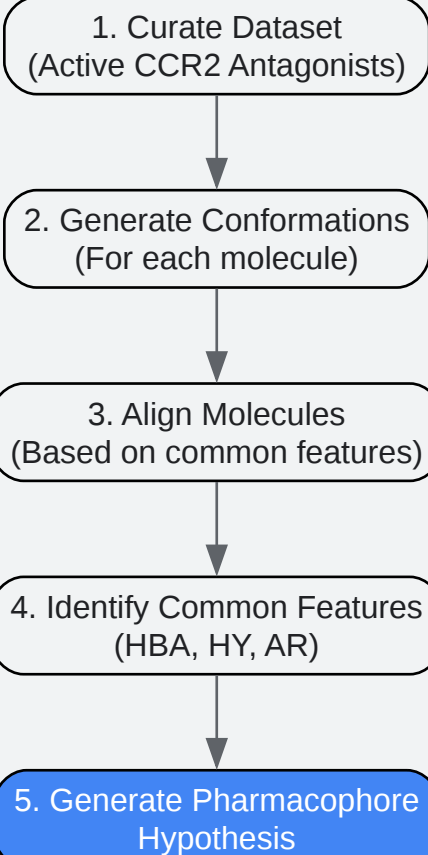 1. Curate Dataset
(Active CCR2 Antagonists)
2. Generate Conformations
(For each molecule)
3. Align Molecules
(Based on common features)
4. Identify Common Features
(HBA, HY, AR)
5. Generate Pharmacophore
Hypothesis